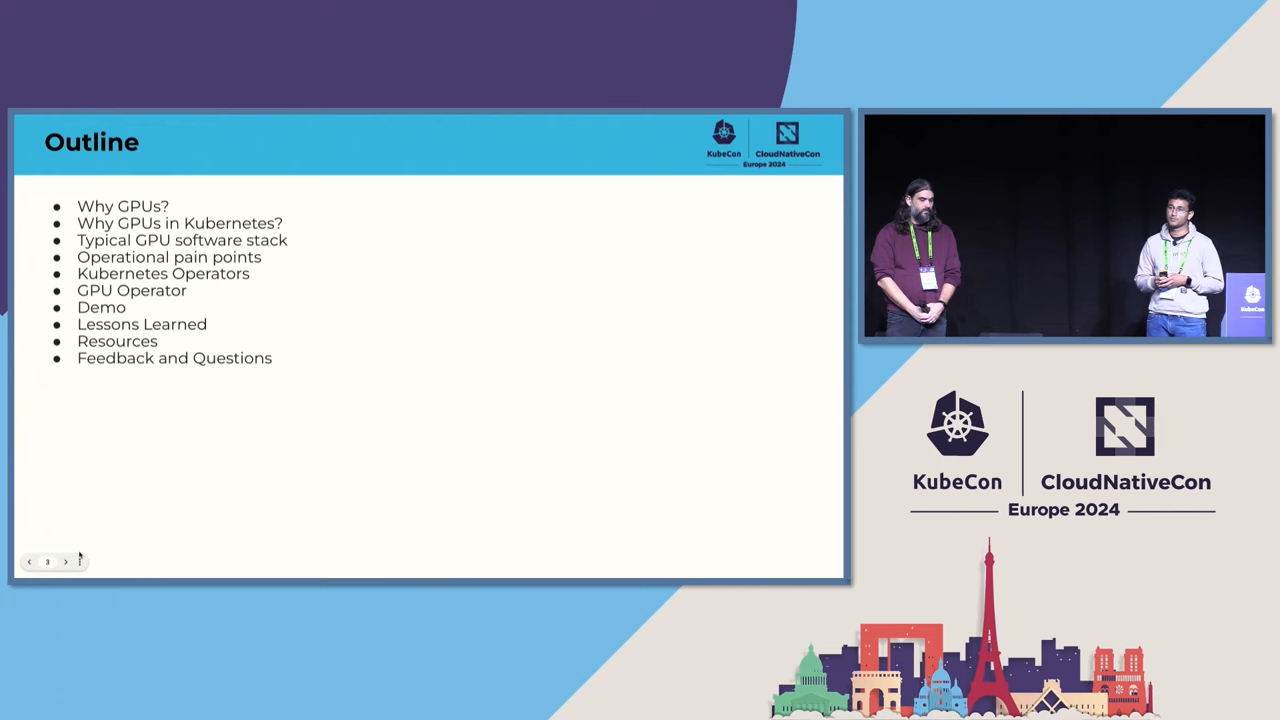 Outline
KubeCon
CloudNativeCon
Europe 2024
● Why GPUs?
● Why GPUs in Kubernetes?
● Typical GPU software stack
● Operational pain points
● Kubernetes Operators
● GPU Operator
● Demo
● Lessons Learned
● Resources
● Feedback and Questions
3
KubeCon
KubeCon
CloudNativeCon
Europe 2024